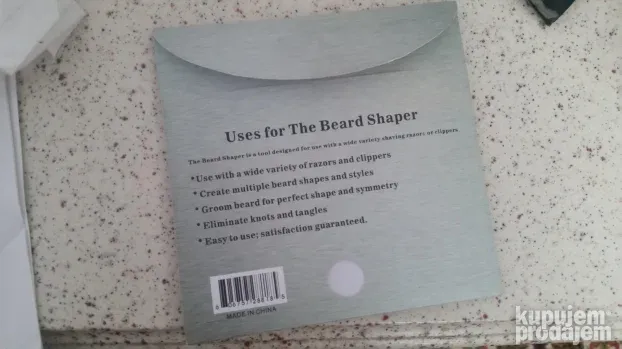 Uses for The Beard Shaper
The Beard Shaper is a tool designed for use with a wide variety shaving razors or clippers
*Use with a wide variety of razors and clippers
* Create multiple beard shapes and styles
* Groom beard for perfect shape and symmetry
* Eliminate knots and tangles
* Easy to use; satisfaction guaranteed.
MADE IN CHINA
kupujem
prodajem